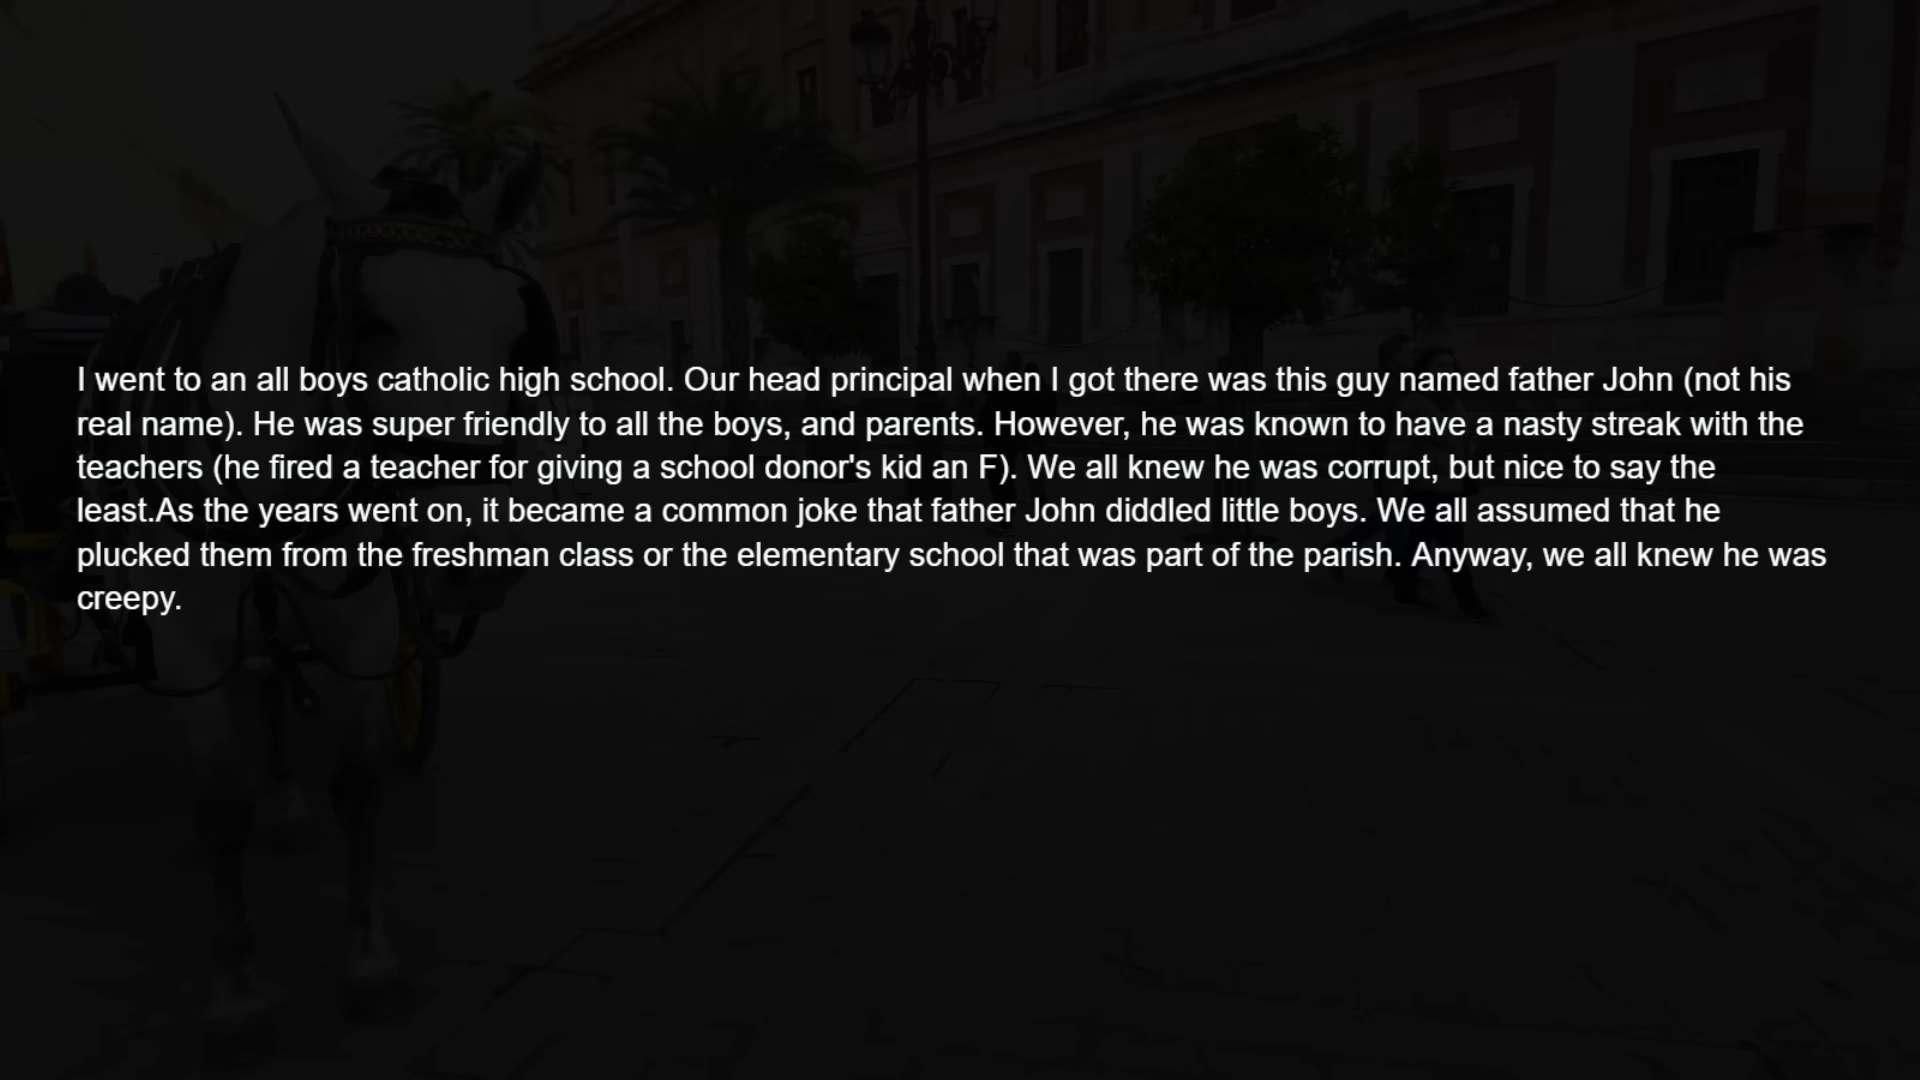 I went to an all boys catholic high school. Our head principal when I got there was this guy named father John (not his
real name). He was super friendly to all the boys, and parents. However, he was known to have a nasty streak with the
teachers (he fired a teacher for giving a school donor's kid an F). We all knew he was corrupt, but nice to say the
least.As the years went on, it became a common joke that father John diddled little boys. We all assumed that he
plucked them from the freshman class or the elementary school that was part of the parish. Anyway, we all knew he was
creepy.